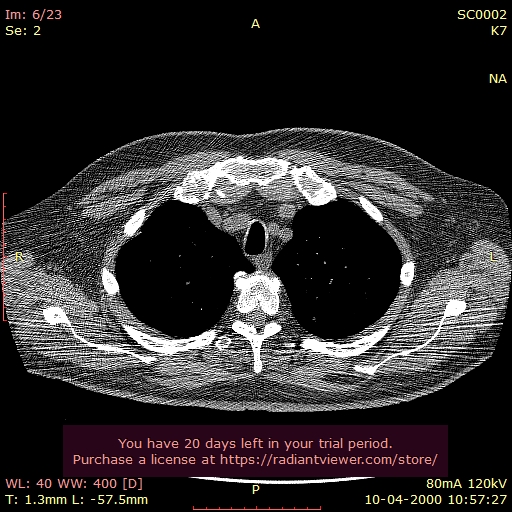 Im: 6/23
SC0002
Se: 2
A
K7
NA
R
L
You have 20 days left in your trial period.
Purchase a license at https://radiantviewer.com/store/
WL: 40 WW: 400 [D]
80mA 120kV
P
T: 1.3mm L: -57.5mm
10-04-2000 10:57:27